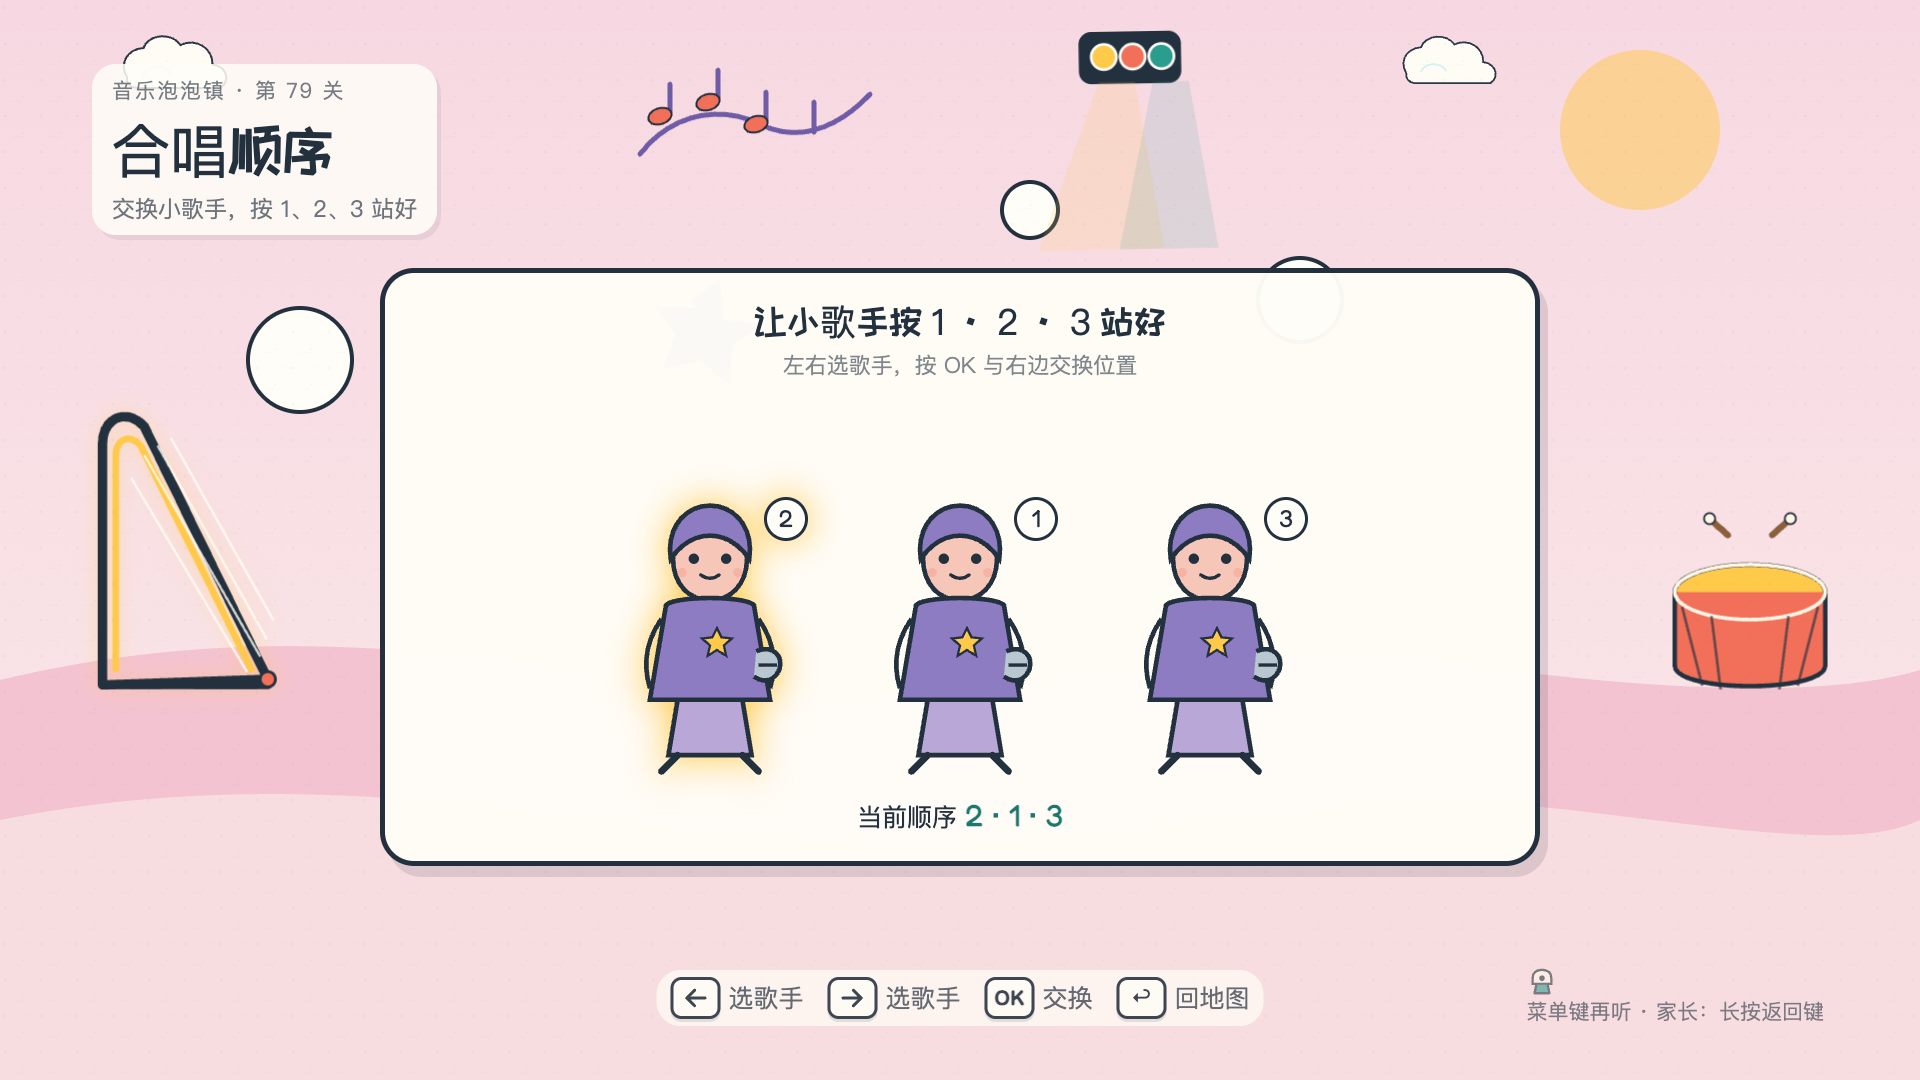 音乐泡泡镇 · 第 79 关
合唱顺序
交换小歌手，按 1、2、3 站好
让小歌手按 1 · 2 · 3 站好
左右选歌手，按 OK 与右边交换位置
2
1
3
当前顺序 2 · 1 · 3
← 选歌手 → 选歌手 OK 交换 ↩ 回地图
菜单键再听 · 家长：长按返回键